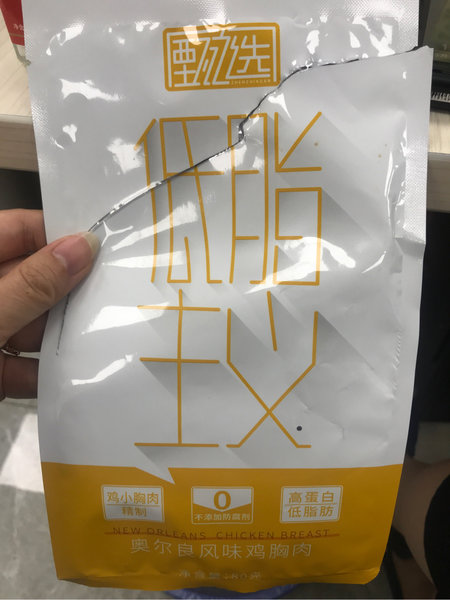 甄选
ZHENXINGAN
低脂
主义
鸡小胸肉
精制
0
不添加防腐剂
高蛋白
低脂肪
NEW ORLEANS CHICKEN BREAST
奥尔良风味鸡胸肉